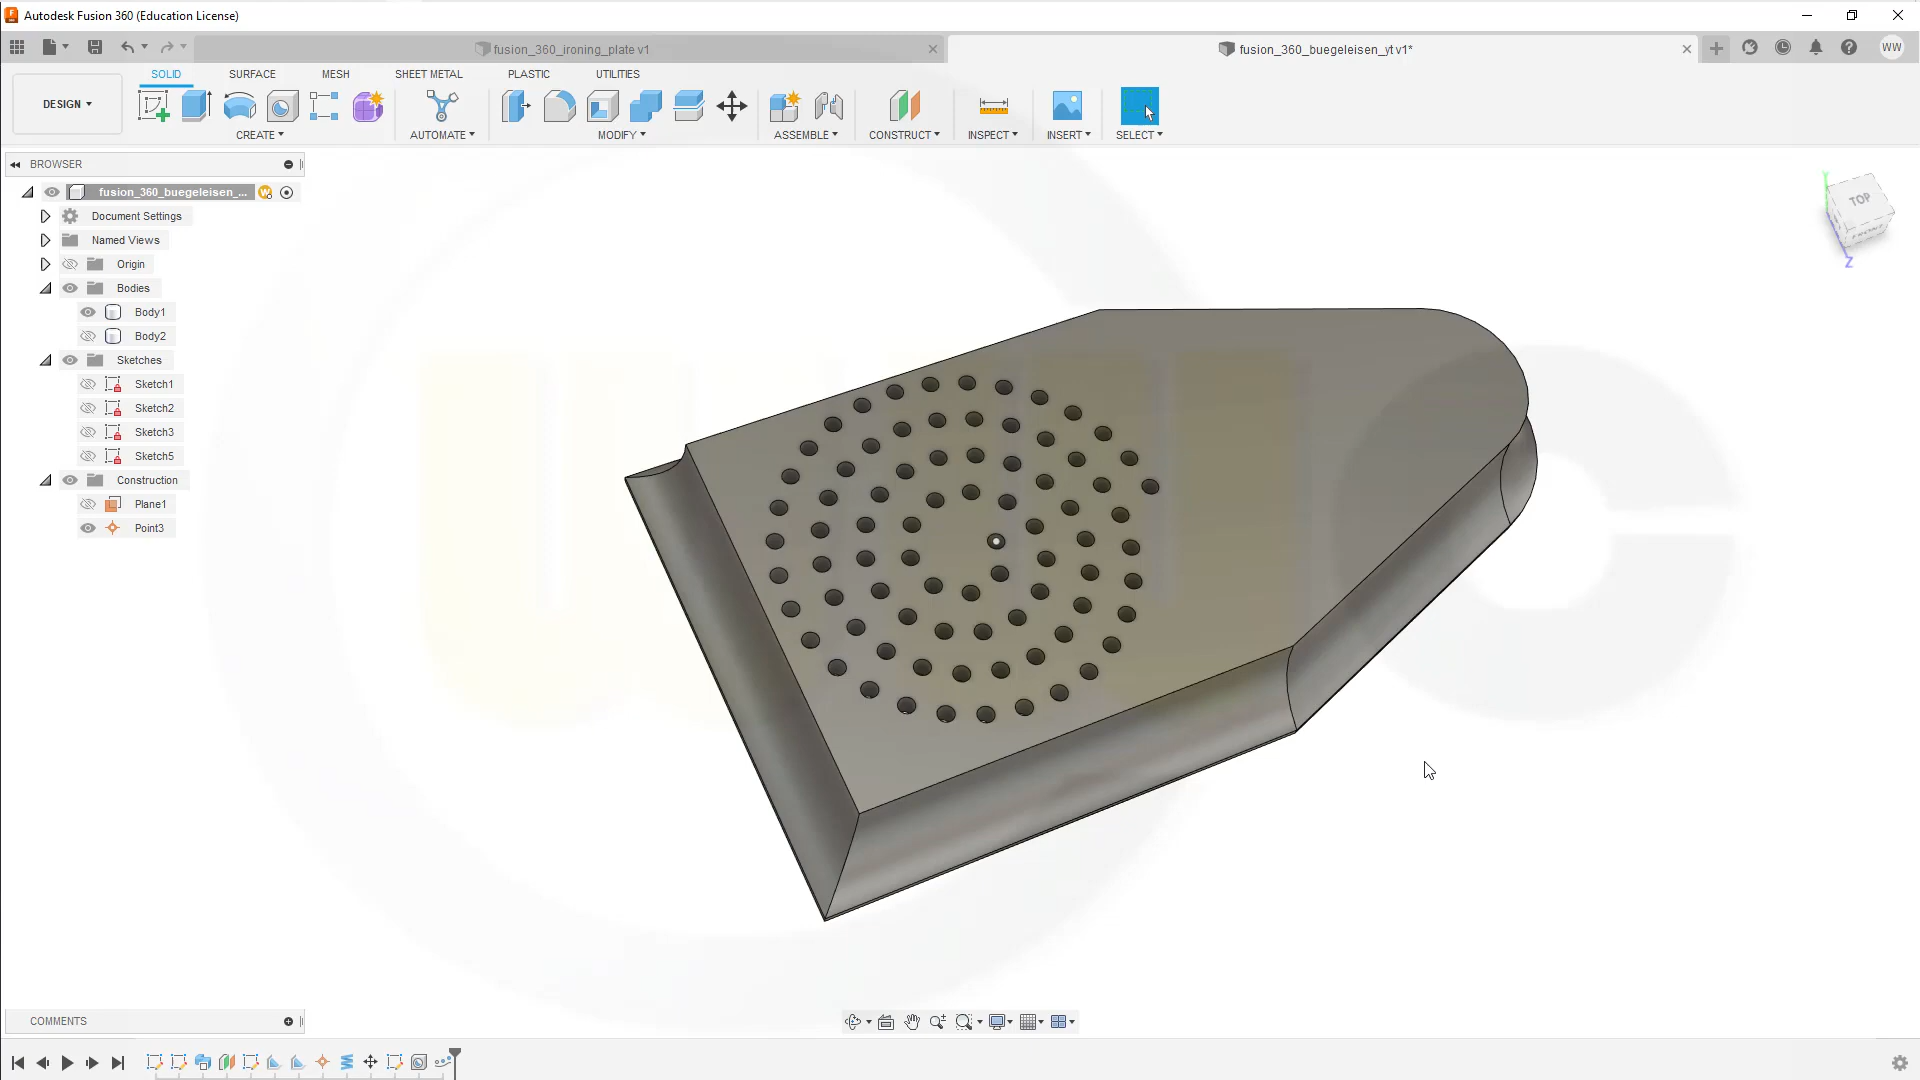 Autodesk Fusion 360 (Education License)
fusion_360_ironing_plate v1
fusion_360_buegeleisen_yt v1*
WW
SOLID SURFACE MESH SHEET METAL PLASTIC UTILITIES
DESIGN
CREATE AUTOMATE MODIFY ASSEMBLE CONSTRUCT INSPECT INSERT SELECT
BROWSER
fusion_360_buegeleisen_...
Document Settings
Named Views
Origin
Bodies
Body1
Body2
Sketches
Sketch1
Sketch2
Sketch3
Sketch5
Construction
Plane1
Point3
TOP
FRONT
Y
Z
COMMENTS